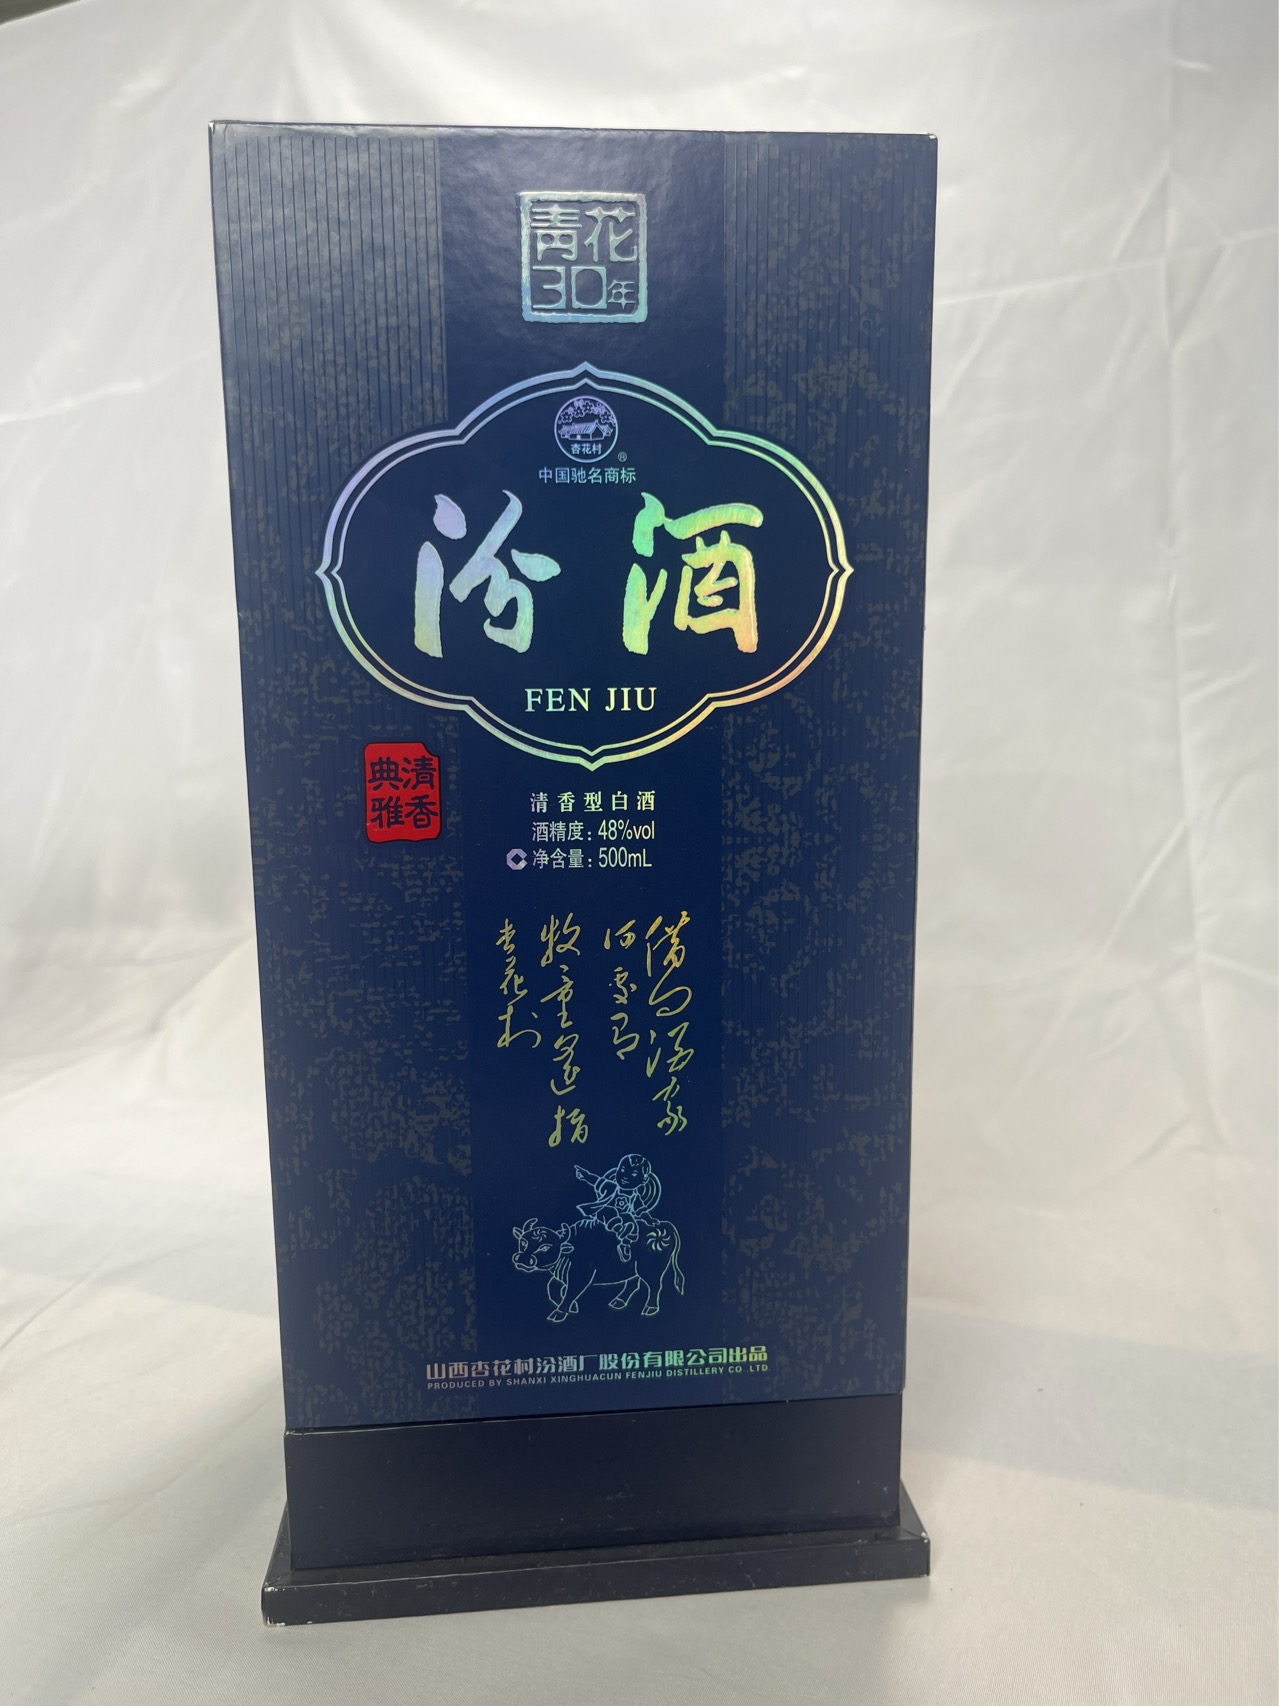 青花
30年
杏花村
®
中国驰名商标
汾酒
FEN JIU
清香
典雅
清香型白酒
酒精度：48%vol
净含量：500mL
借问酒家
何处有
牧童遥指
杏花村
山西杏花村汾酒厂股份有限公司出品
PRODUCED BY SHANXI XINGHUACUN FENJIU DISTILLERY CO.,LTD